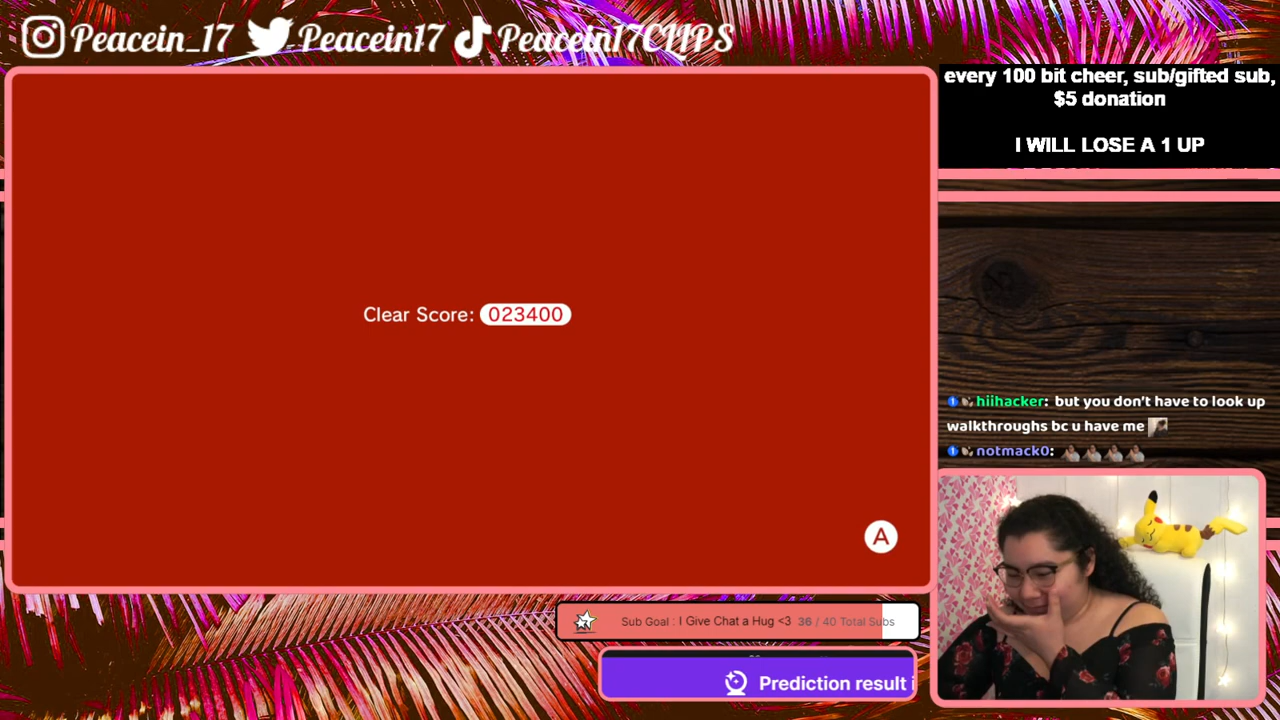 Peacein_17 Peacein17 Peacein17ClIPS
every 100 bit cheer, sub/gifted sub,
$5 donation
I WILL LOSE A 1 UP
Clear Score: 023400
A
hiihacker: but you don't have to look up
walkthroughs bc u have me
notmack0:
Sub Goal : I Give Chat a Hug <3 36 / 40 Total Subs
Prediction result